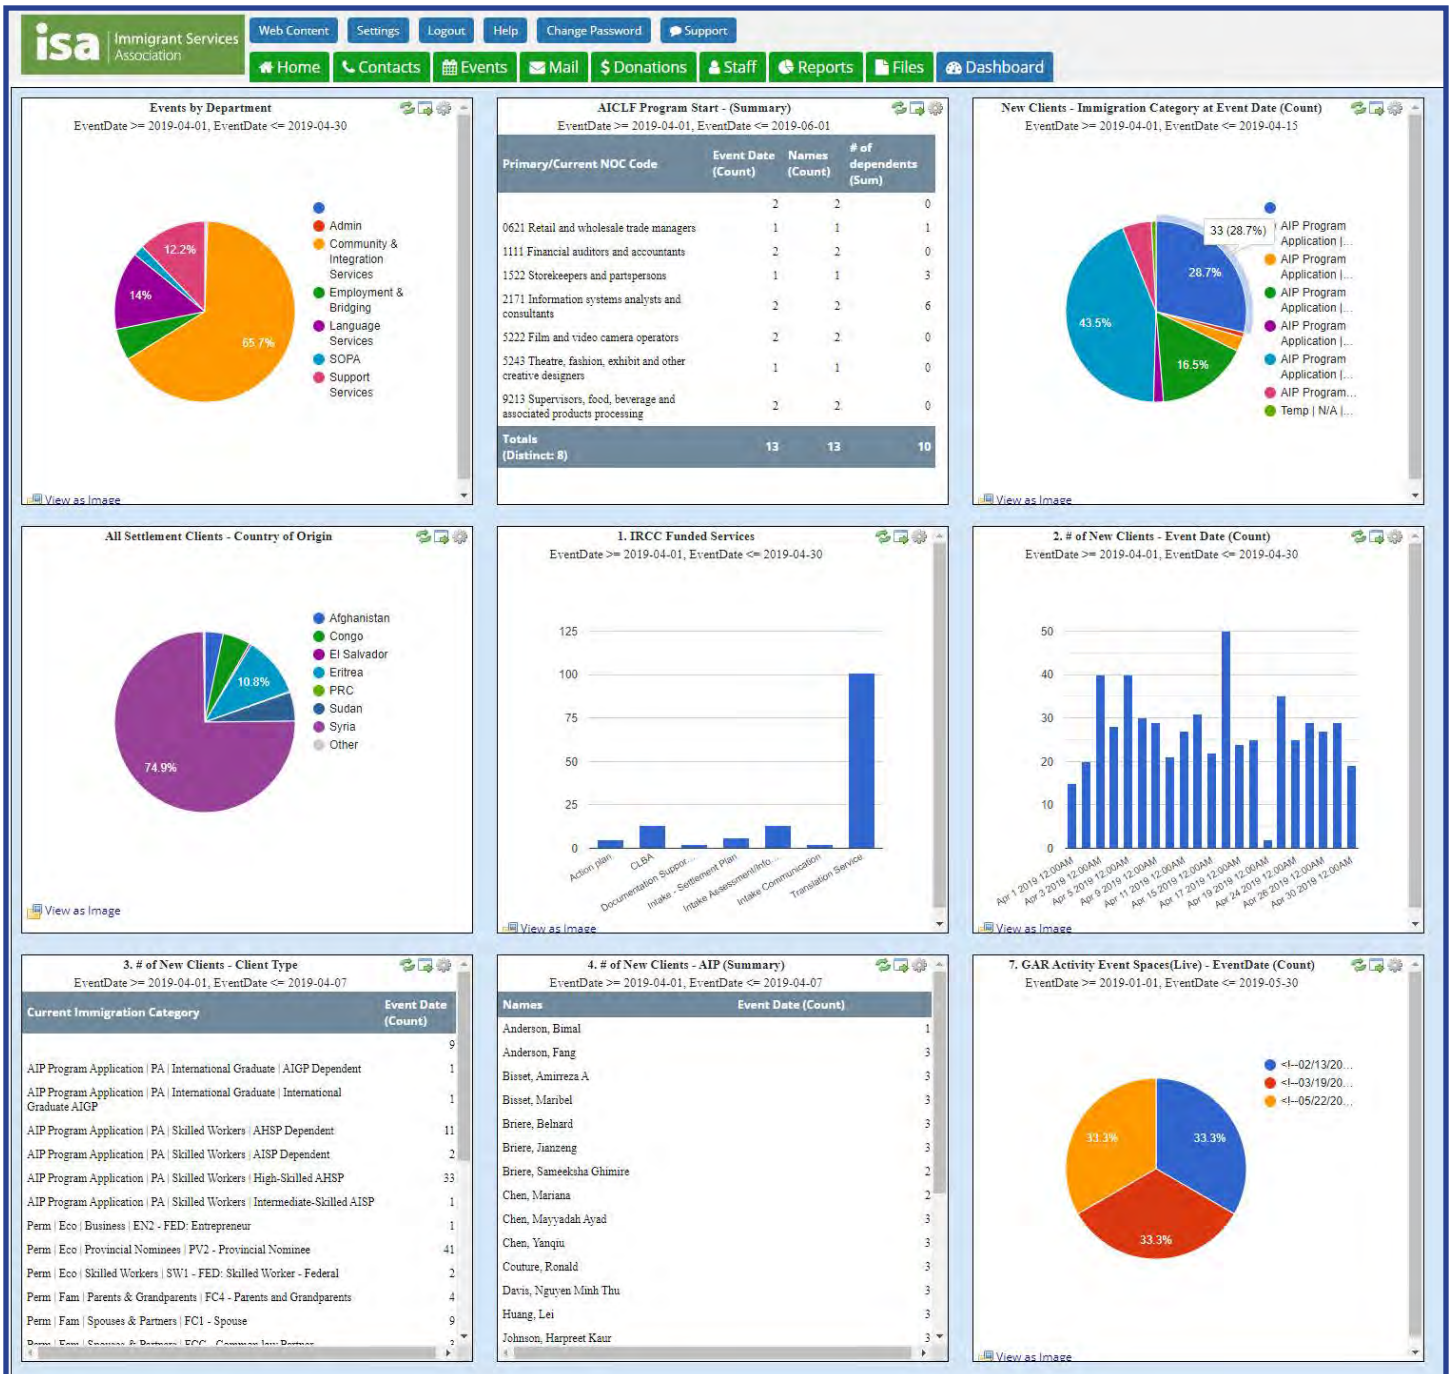 isa Immigrant Services
Association
Web Content Settings Logout Help Change Password Support
Home Contacts Events Mail $ Donations Staff Reports Files Dashboard
Events by Department
EventDate >= 2019-04-01, EventDate <= 2019-04-30
Admin
Community &
Integration
Services
Employment &
Bridging
Language
Services
SOPA
Support
Services
12.2%
14%
65.7%
View as Image
AICLF Program Start - (Summary)
EventDate >= 2019-04-01, EventDate <= 2019-06-01
Primary/Current NOC Code Event Date (Count) Names (Count) # of dependents (Sum)
2 2 0
0621 Retail and wholesale trade managers 1 1 1
1111 Financial auditors and accountants 2 2 0
1522 Storekeepers and partspersons 1 1 3
2171 Information systems analysts and
consultants 2 2 6
5222 Film and video camera operators 2 2 0
5243 Theatre, fashion, exhibit and other
creative designers 1 1 0
9213 Supervisors, food, beverage and
associated products processing 2 2 0
Totals
(Distinct: 8) 13 13 10
New Clients - Immigration Category at Event Date (Count)
EventDate >= 2019-04-01, EventDate <= 2019-04-15
33 (28.7%)
28.7%
43.5%
16.5%
AIP Program
Application |...
AIP Program
Application |...
AIP Program
Application |...
AIP Program
Application |...
AIP Program
Application |...
AIP Program...
Temp | N/A |...
View as Image
All Settlement Clients - Country of Origin
Afghanistan
Congo
El Salvador
Eritrea
PRC
Sudan
Syria
Other
10.8%
74.9%
View as Image
1. IRCC Funded Services
EventDate >= 2019-04-01, EventDate <= 2019-04-30
125
100
75
50
25
0
Action plan
CLBA
Documentation Suppor...
Intake - Settlement Plan
Intake Assessment/Info...
Intake Communication
Translation Service
View as Image
2. # of New Clients - Event Date (Count)
EventDate >= 2019-04-01, EventDate <= 2019-04-30
50
40
30
20
10
0
Apr 1 2019 12:00AM
Apr 3 2019 12:00AM
Apr 5 2019 12:00AM
Apr 9 2019 12:00AM
Apr 11 2019 12:00AM
Apr 15 2019 12:00AM
Apr 17 2019 12:00AM
Apr 19 2019 12:00AM
Apr 24 2019 12:00AM
Apr 26 2019 12:00AM
Apr 30 2019 12:00AM
View as Image
3. # of New Clients - Client Type
EventDate >= 2019-04-01, EventDate <= 2019-04-07
Current Immigration Category Event Date (Count)
9
AIP Program Application | PA | International Graduate | AIGP Dependent 1
AIP Program Application | PA | International Graduate | International
Graduate AIGP 1
AIP Program Application | PA | Skilled Workers | AHSP Dependent 11
AIP Program Application | PA | Skilled Workers | AISP Dependent 2
AIP Program Application | PA | Skilled Workers | High-Skilled AHSP 33
AIP Program Application | PA | Skilled Workers | Intermediate-Skilled AISP 1
Perm | Eco | Business | EN2 - FED: Entrepreneur 1
Perm | Eco | Provincial Nominees | PV2 - Provincial Nominee 41
Perm | Eco | Skilled Workers | SW1 - FED: Skilled Worker - Federal 2
Perm | Fam | Parents & Grandparents | FC4 - Parents and Grandparents 4
Perm | Fam | Spouses & Partners | FC1 - Spouse 9
Perm | Fam | Spouses & Partners | FCC - Common-law Partner 3
4. # of New Clients - AIP (Summary)
EventDate >= 2019-04-01, EventDate <= 2019-04-07
Names Event Date (Count)
Anderson, Bimal 1
Anderson, Fang 3
Bisset, Amirreza A 3
Bisset, Maribel 3
Briere, Belnard 3
Briere, Jianzeng 3
Briere, Sameeksha Ghimire 2
Chen, Mariana 2
Chen, Mayyadah Ayad 3
Chen, Yanqiu 3
Couture, Ronald 3
Davis, Nguyen Minh Thu 3
Huang, Lei 3
Johnson, Harpreet Kaur 3
7. GAR Activity Event Spaces(Live) - EventDate (Count)
EventDate >= 2019-01-01, EventDate <= 2019-05-30
<!--02/13/20...
<!--03/19/20...
<!--05/22/20...
33.3%
33.3%
33.3%
View as Image